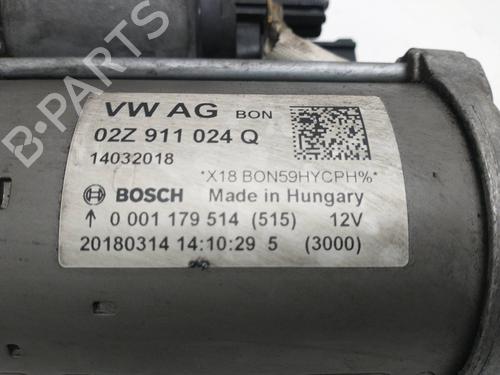 VW AG BON
02Z 911 024 Q
14032018
*X18 BON59HYCPH%*
BOSCH Made in Hungary
↑ 0 001 179 514 (515) 12V
20180314 14:10:29 5 (3000)